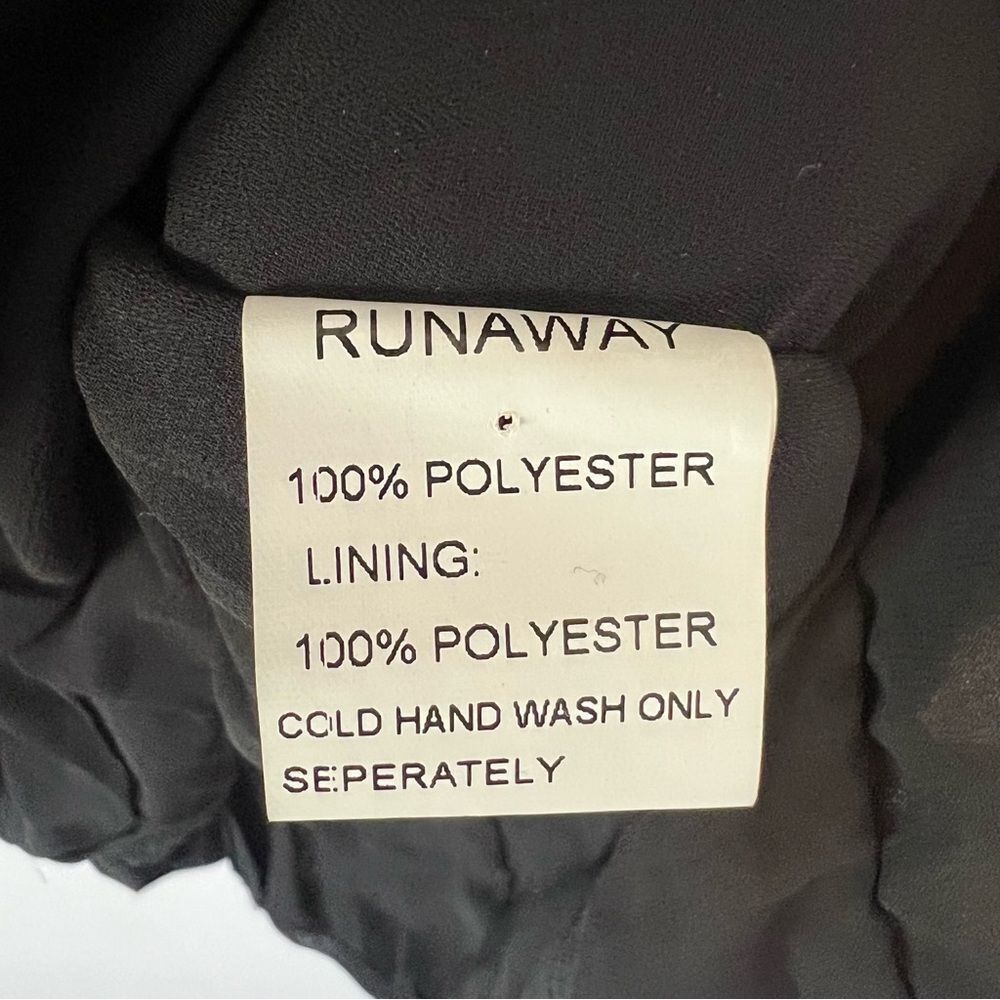 RUNAWAY
100% POLYESTER
LINING:
100% POLYESTER
COLD HAND WASH ONLY
SEPERATELY